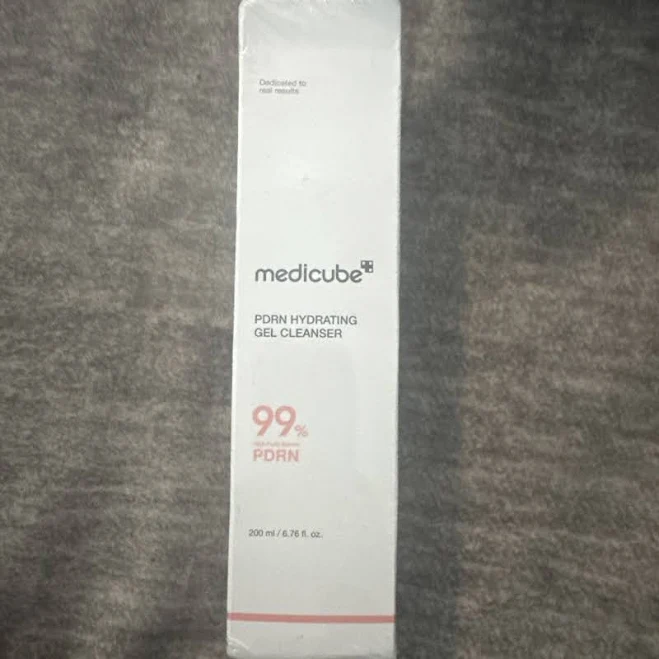 Dedicated to
real results
medicube
PDRN HYDRATING
GEL CLEANSER
99%
PDRN
200 ml / 6.76 fl. oz.